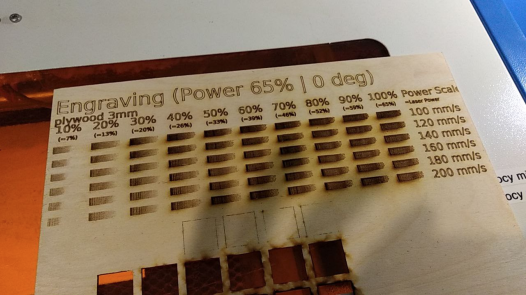 Engraving (Power 65% | 0 deg)
plywood 3mm
10% 20% 30% 40% 50% 60% 70% 80% 90% 100% Power Scale
(~7%) (~13%) (~20%) (~26%) (~33%) (~39%) (~46%) (~52%) (~59%) (~65%) ~Laser Power
100 mm/s
120 mm/s
140 mm/s
160 mm/s
180 mm/s
200 mm/s